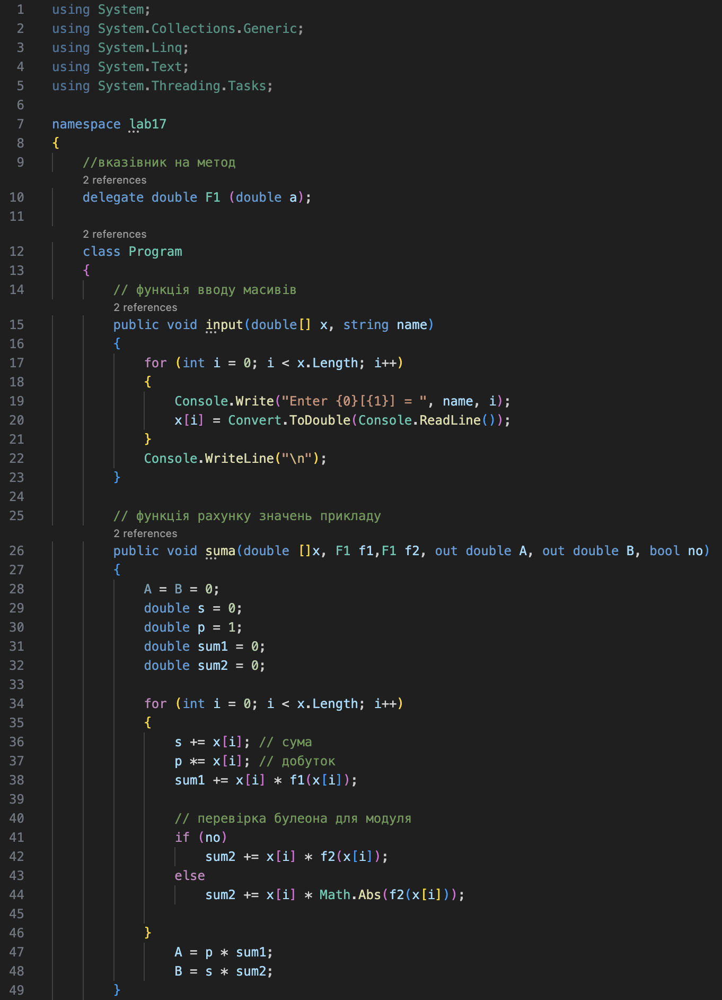 1 using System;
2 using System.Collections.Generic;
3 using System.Linq;
4 using System.Text;
5 using System.Threading.Tasks;
6
7 namespace lab17
8 {
9 //вказівник на метод
2 references
10 delegate double F1 (double a);
11
2 references
12 class Program
13 {
14 // функція вводу масивів
2 references
15 public void input(double[] x, string name)
16 {
17 for (int i = 0; i < x.Length; i++)
18 {
19 Console.Write("Enter {0}[{1}] = ", name, i);
20 x[i] = Convert.ToDouble(Console.ReadLine());
21 }
22 Console.WriteLine("\n");
23 }
24
25 // функція рахунку значень прикладу
2 references
26 public void suma(double []x, F1 f1,F1 f2, out double A, out double B, bool no)
27 {
28 A = B = 0;
29 double s = 0;
30 double p = 1;
31 double sum1 = 0;
32 double sum2 = 0;
33
34 for (int i = 0; i < x.Length; i++)
35 {
36 s += x[i]; // сума
37 p *= x[i]; // добуток
38 sum1 += x[i] * f1(x[i]);
39
40 // перевірка булеона для модуля
41 if (no)
42 sum2 += x[i] * f2(x[i]);
43 else
44 sum2 += x[i] * Math.Abs(f2(x[i]));
45
46 }
47 A = p * sum1;
48 B = s * sum2;
49 }